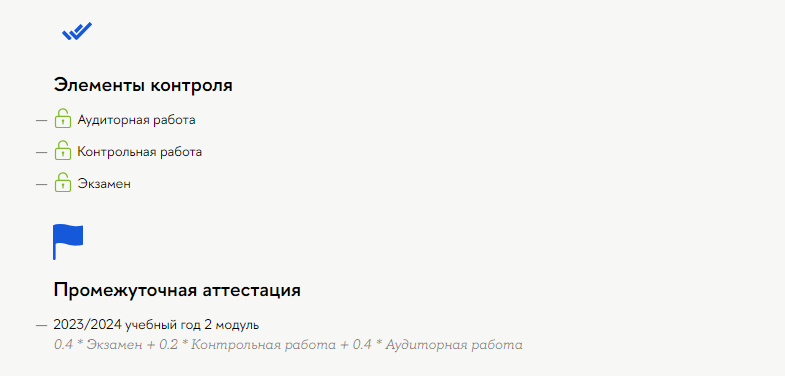 Элементы контроля
— Аудиторная работа
— Контрольная работа
— Экзамен
Промежуточная аттестация
— 2023/2024 учебный год 2 модуль
0.4 * Экзамен + 0.2 * Контрольная работа + 0.4 * Аудиторная работа